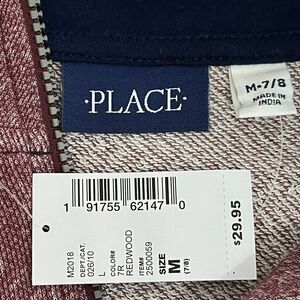 ·PLACE·
M-7/8
MADE IN
INDIA
1 91755 62147 0
M2018
DEPT./CAT.
026/10
L
COLOR#
7R
REDWOOD
ITEM#
2500059
SIZE
M
(7/8)
$29.95